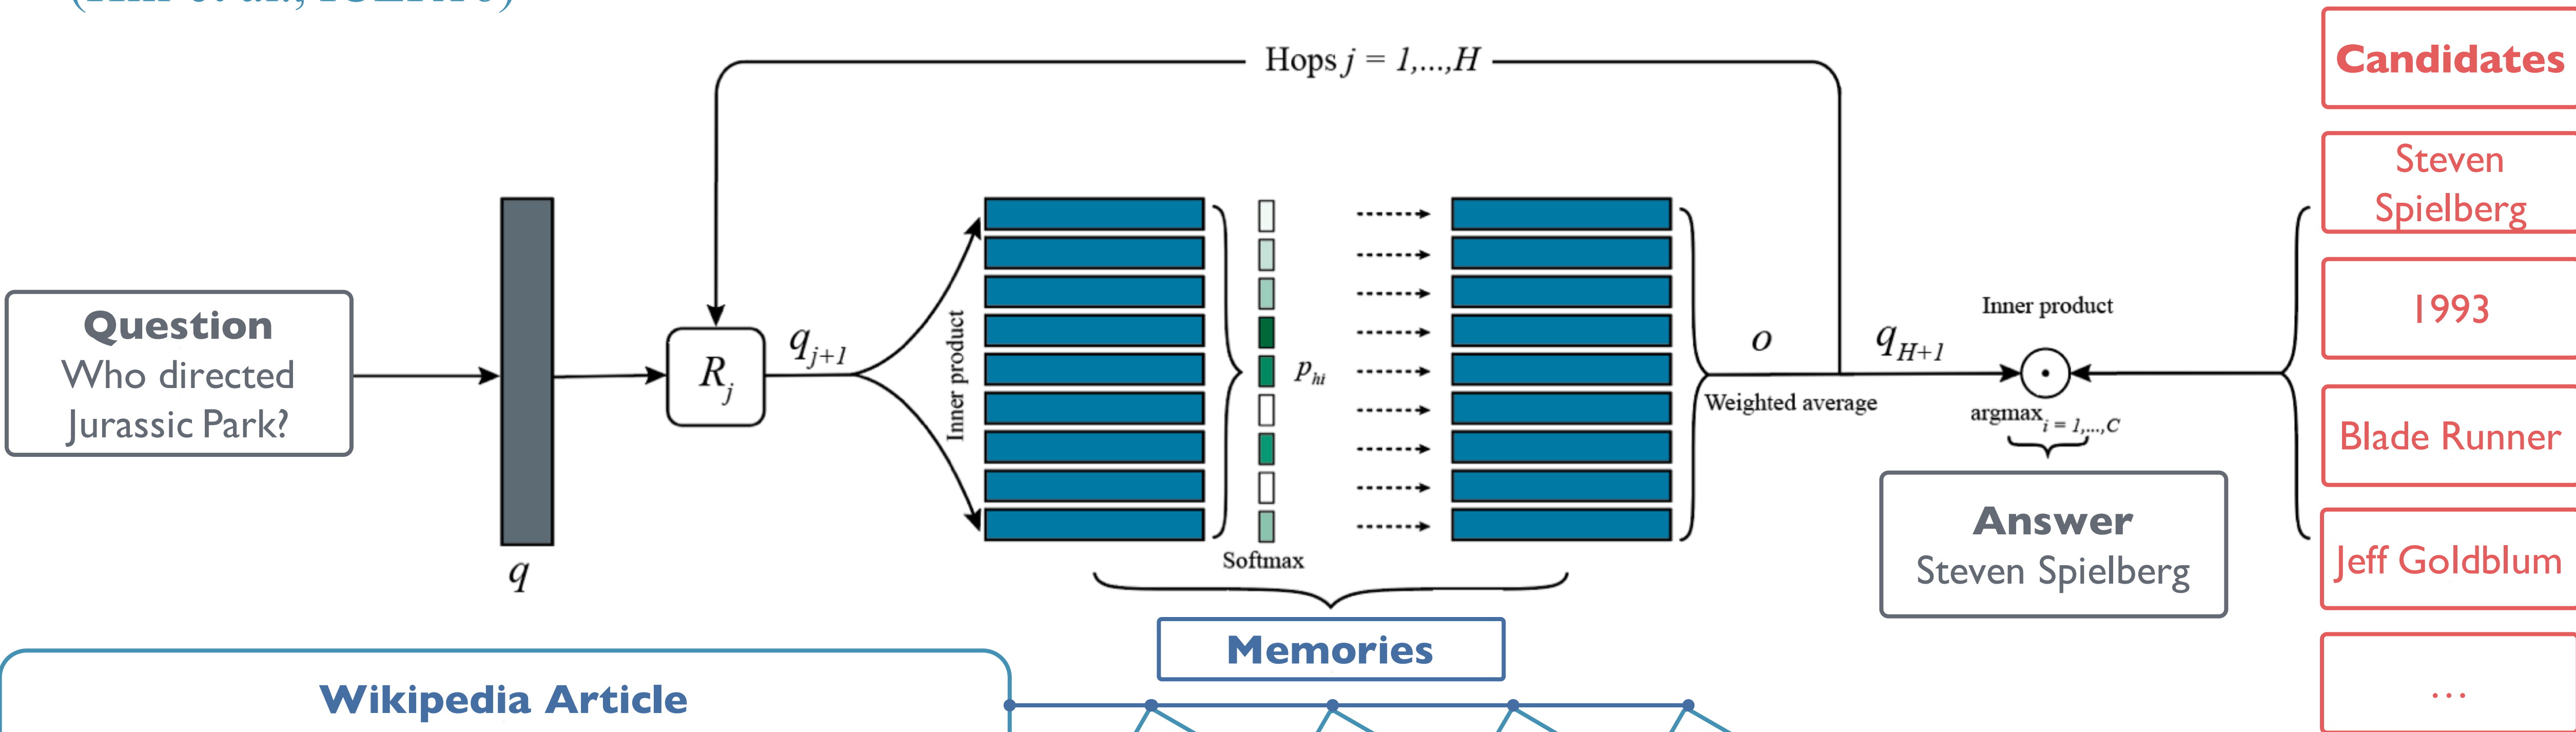 Hops j = 1,...,H
Candidates
Steven
Spielberg
1993
Blade Runner
Jeff Goldblum
...
Question
Who directed
Jurassic Park?
q
R_j
q_{j+1}
Inner product
p_{hi}
Softmax
o
Weighted average
q_{H+1}
Inner product
argmax_{i = 1,...,C}
Answer
Steven Spielberg
Memories
Wikipedia Article